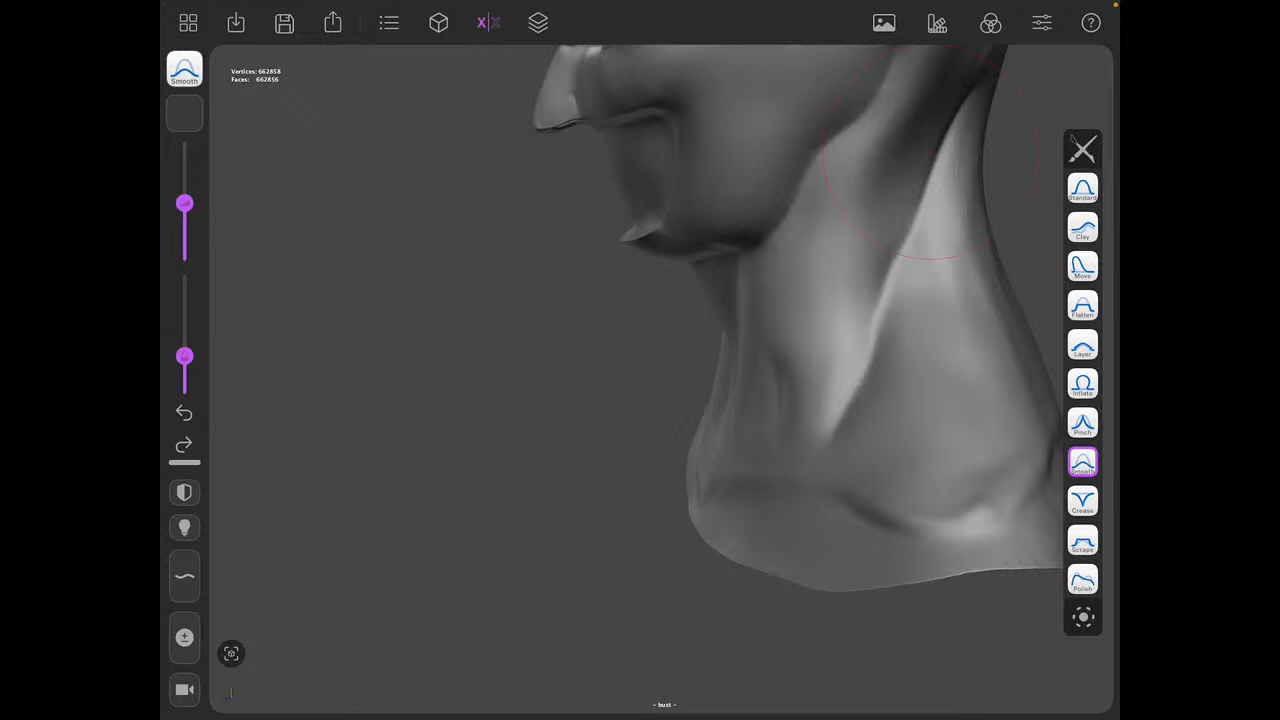 Smooth
Vertices: 662858
Faces: 662856
Standard
Clay
Move
Flatten
Layer
Inflate
Pinch
Smooth
Crease
Scrape
Polish
~ bust ~